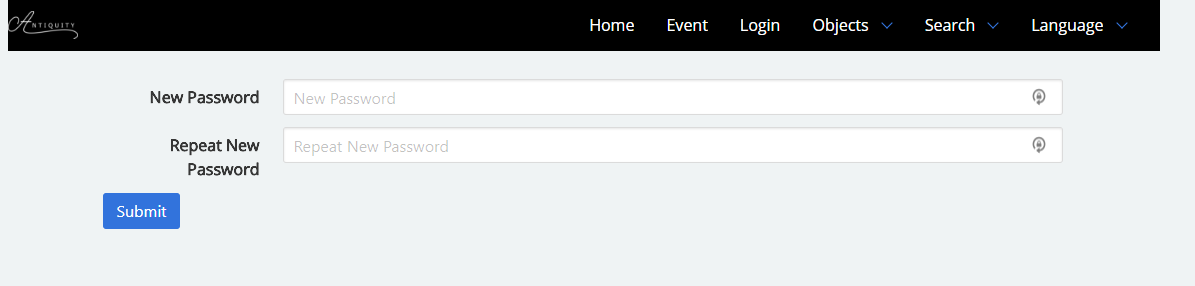 ANTIQUITY
Home Event Login Objects Search Language
New Password
New Password
Repeat New
Password
Repeat New Password
Submit